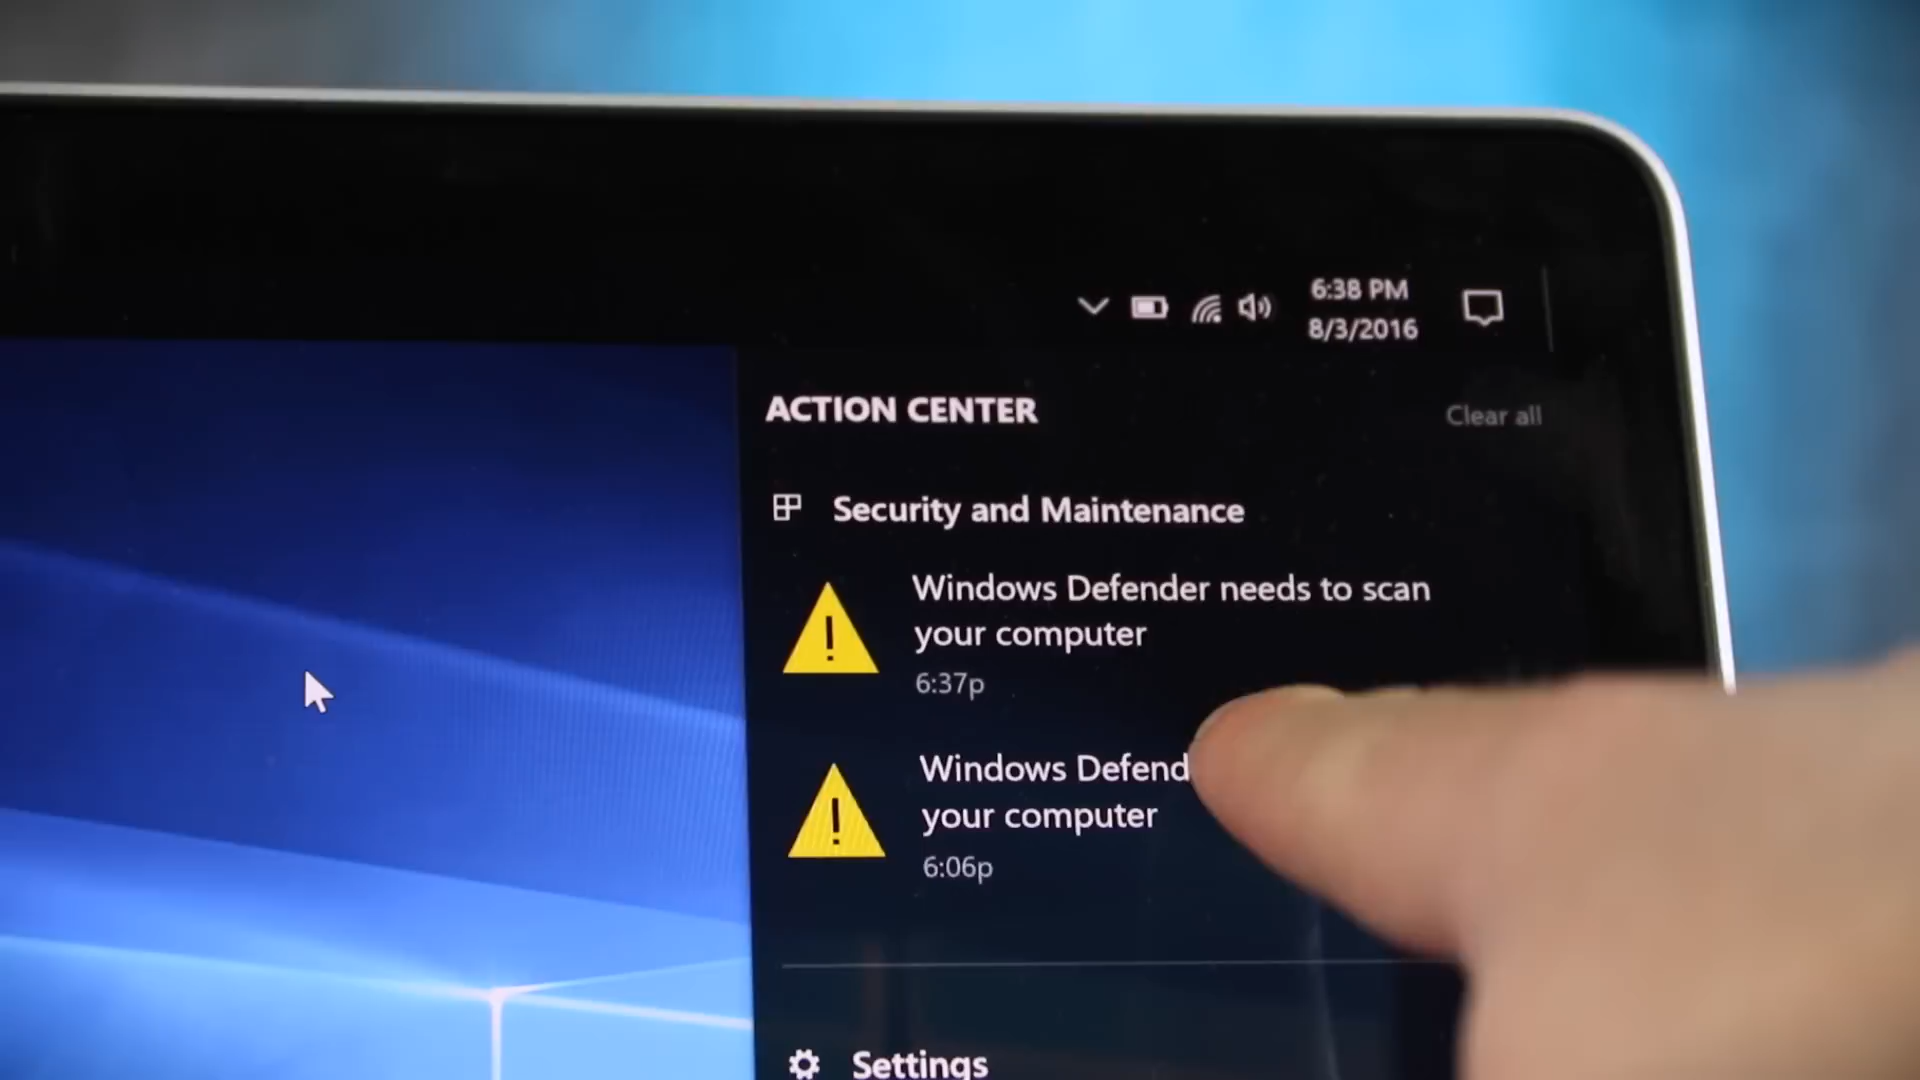 6:38 PM
8/3/2016
ACTION CENTER
Clear all
Security and Maintenance
Windows Defender needs to scan
your computer
6:37p
Windows Defend
your computer
6:06p
Settings